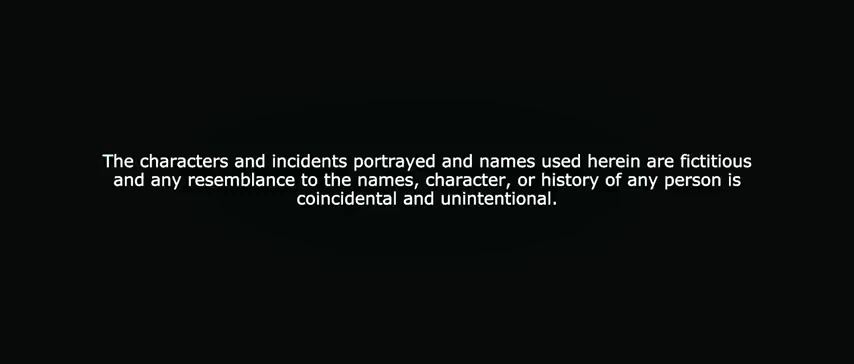 The characters and incidents portrayed and names used herein are fictitious
and any resemblance to the names, character, or history of any person is
coincidental and unintentional.